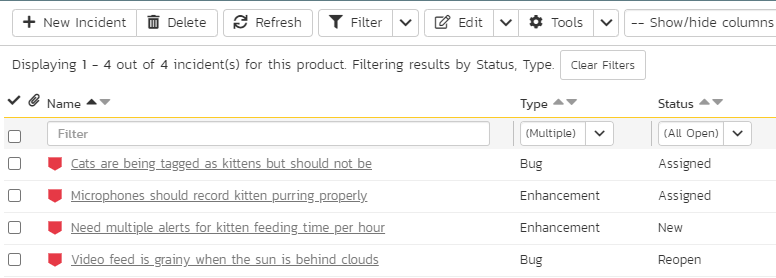 New Incident Delete Refresh Filter Edit Tools -- Show/hide columns
Displaying 1 - 4 out of 4 incident(s) for this product. Filtering results by Status, Type. Clear Filters
Name Type Status
Filter (Multiple) (All Open)
Cats are being tagged as kittens but should not be Bug Assigned
Microphones should record kitten purring properly Enhancement Assigned
Need multiple alerts for kitten feeding time per hour Enhancement New
Video feed is grainy when the sun is behind clouds Bug Reopen